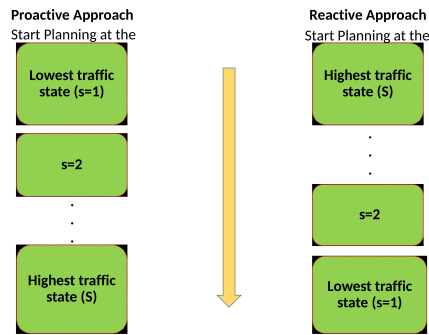 Proactive Approach
Start Planning at the
Lowest traffic
state (s=1)
s=2
.
.
.
Highest traffic
state (S)
Reactive Approach
Start Planning at the
Highest traffic
state (S)
.
.
.
s=2
Lowest traffic
state (s=1)